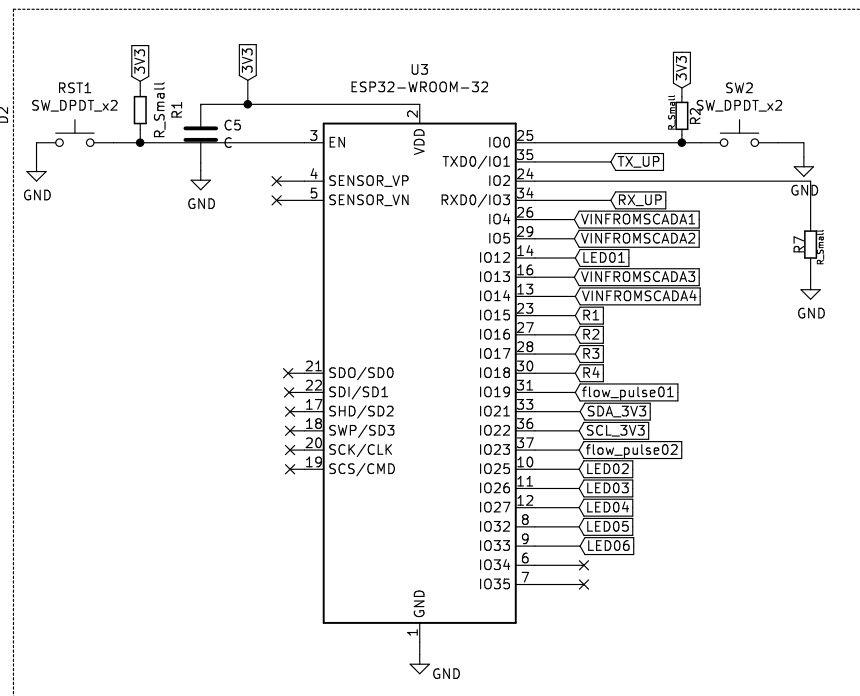 D2
3V3
3V3
3V3
RST1
SW_DPDT_x2
R_Small
R1
C5
C
U3
ESP32-WROOM-32
R_Small
R2
SW2
SW_DPDT_x2
GND
GND
GND
2
VDD
3 EN
4 SENSOR_VP
5 SENSOR_VN
21 SDO/SD0
22 SDI/SD1
17 SHD/SD2
18 SWP/SD3
20 SCK/CLK
19 SCS/CMD
IO0 25
TXD0/IO1 35 TX_UP
IO2 24
RXD0/IO3 34 RX_UP
IO4 26 VINFROMSCADA1
IO5 29 VINFROMSCADA2
IO12 14 LED01
IO13 16 VINFROMSCADA3
IO14 13 VINFROMSCADA4
IO15 23 R1
IO16 27 R2
IO17 28 R3
IO18 30 R4
IO19 31 flow_pulse01
IO21 33 SDA_3V3
IO22 36 SCL_3V3
IO23 37 flow_pulse02
IO25 10 LED02
IO26 11 LED03
IO27 12 LED04
IO32 8 LED05
IO33 9 LED06
IO34 6
IO35 7
R7
R_Small
GND
GND
1
GND